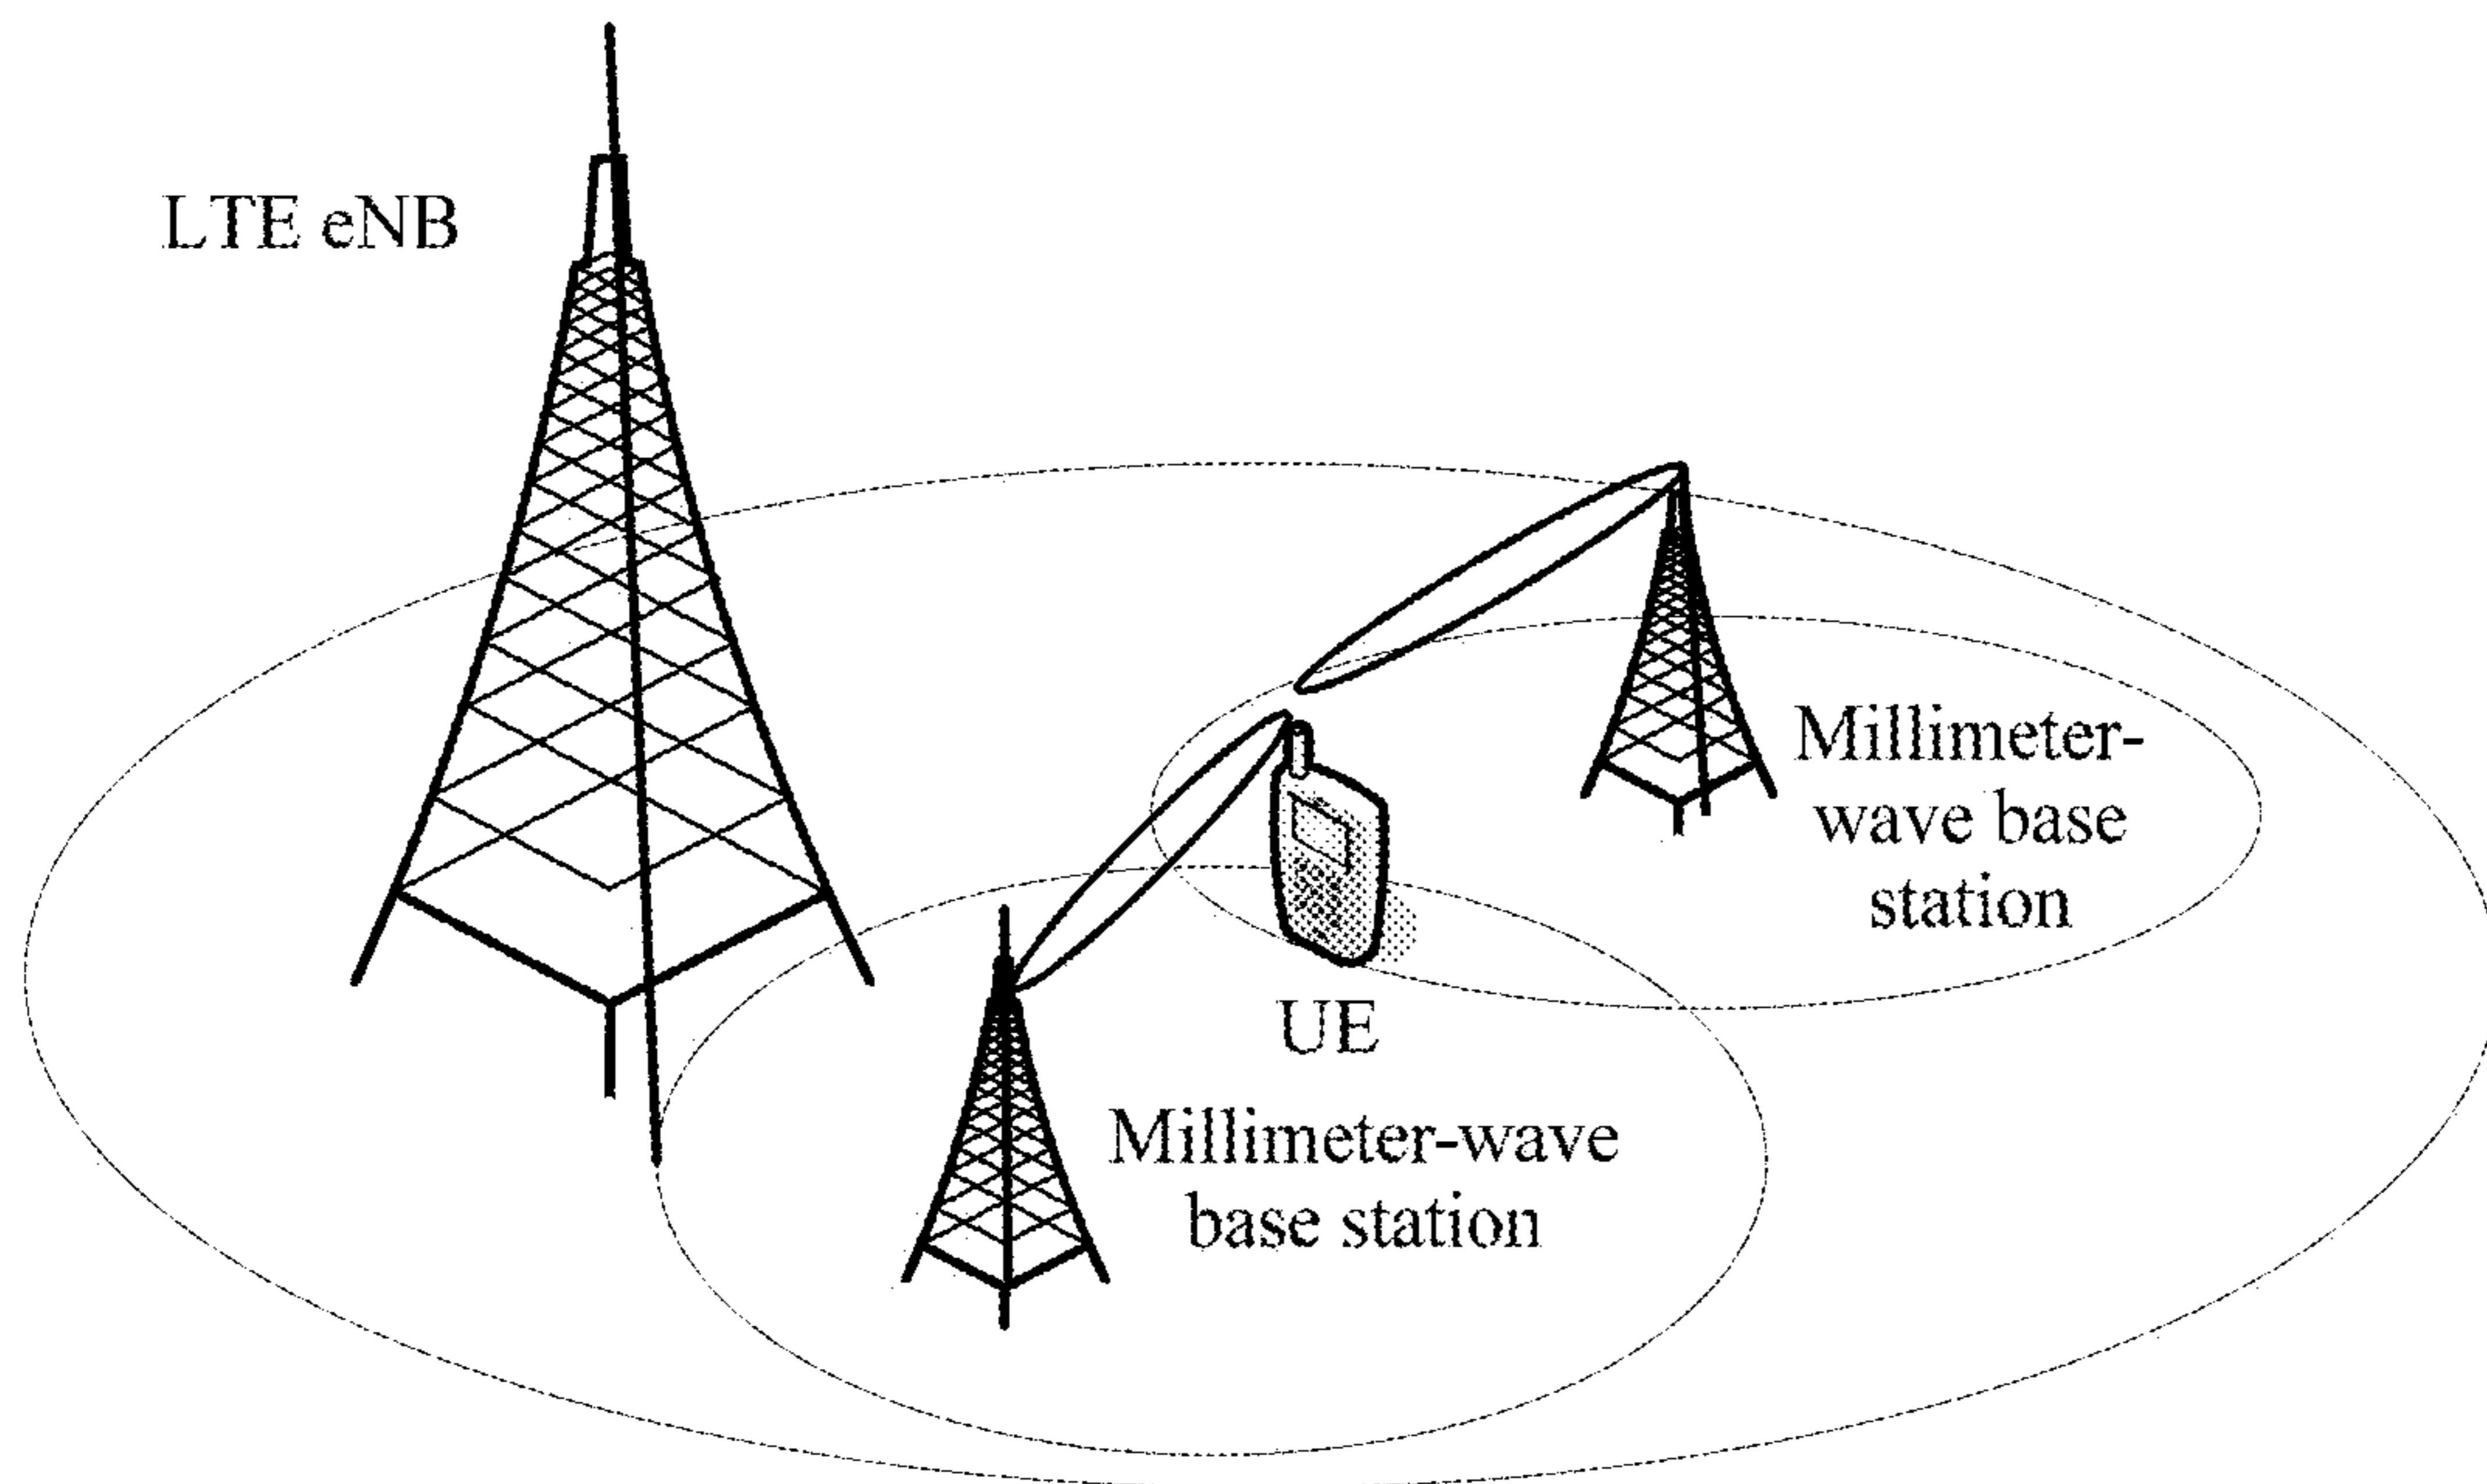 LTE eNB
Millimeter-
wave base
station
UE
Millimeter-wave
base station